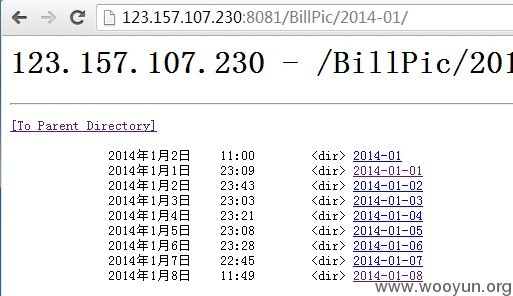 123.157.107.230:8081/BillPic/2014-01/
123.157.107.230 - /BillPic/201
[To Parent Directory]
2014年1月2日 11:00 <dir> 2014-01
2014年1月1日 23:09 <dir> 2014-01-01
2014年1月2日 23:43 <dir> 2014-01-02
2014年1月3日 23:03 <dir> 2014-01-03
2014年1月4日 23:21 <dir> 2014-01-04
2014年1月5日 23:08 <dir> 2014-01-05
2014年1月6日 23:28 <dir> 2014-01-06
2014年1月7日 22:45 <dir> 2014-01-07
2014年1月8日 11:49 <dir> 2014-01-08
www.wooyun.org